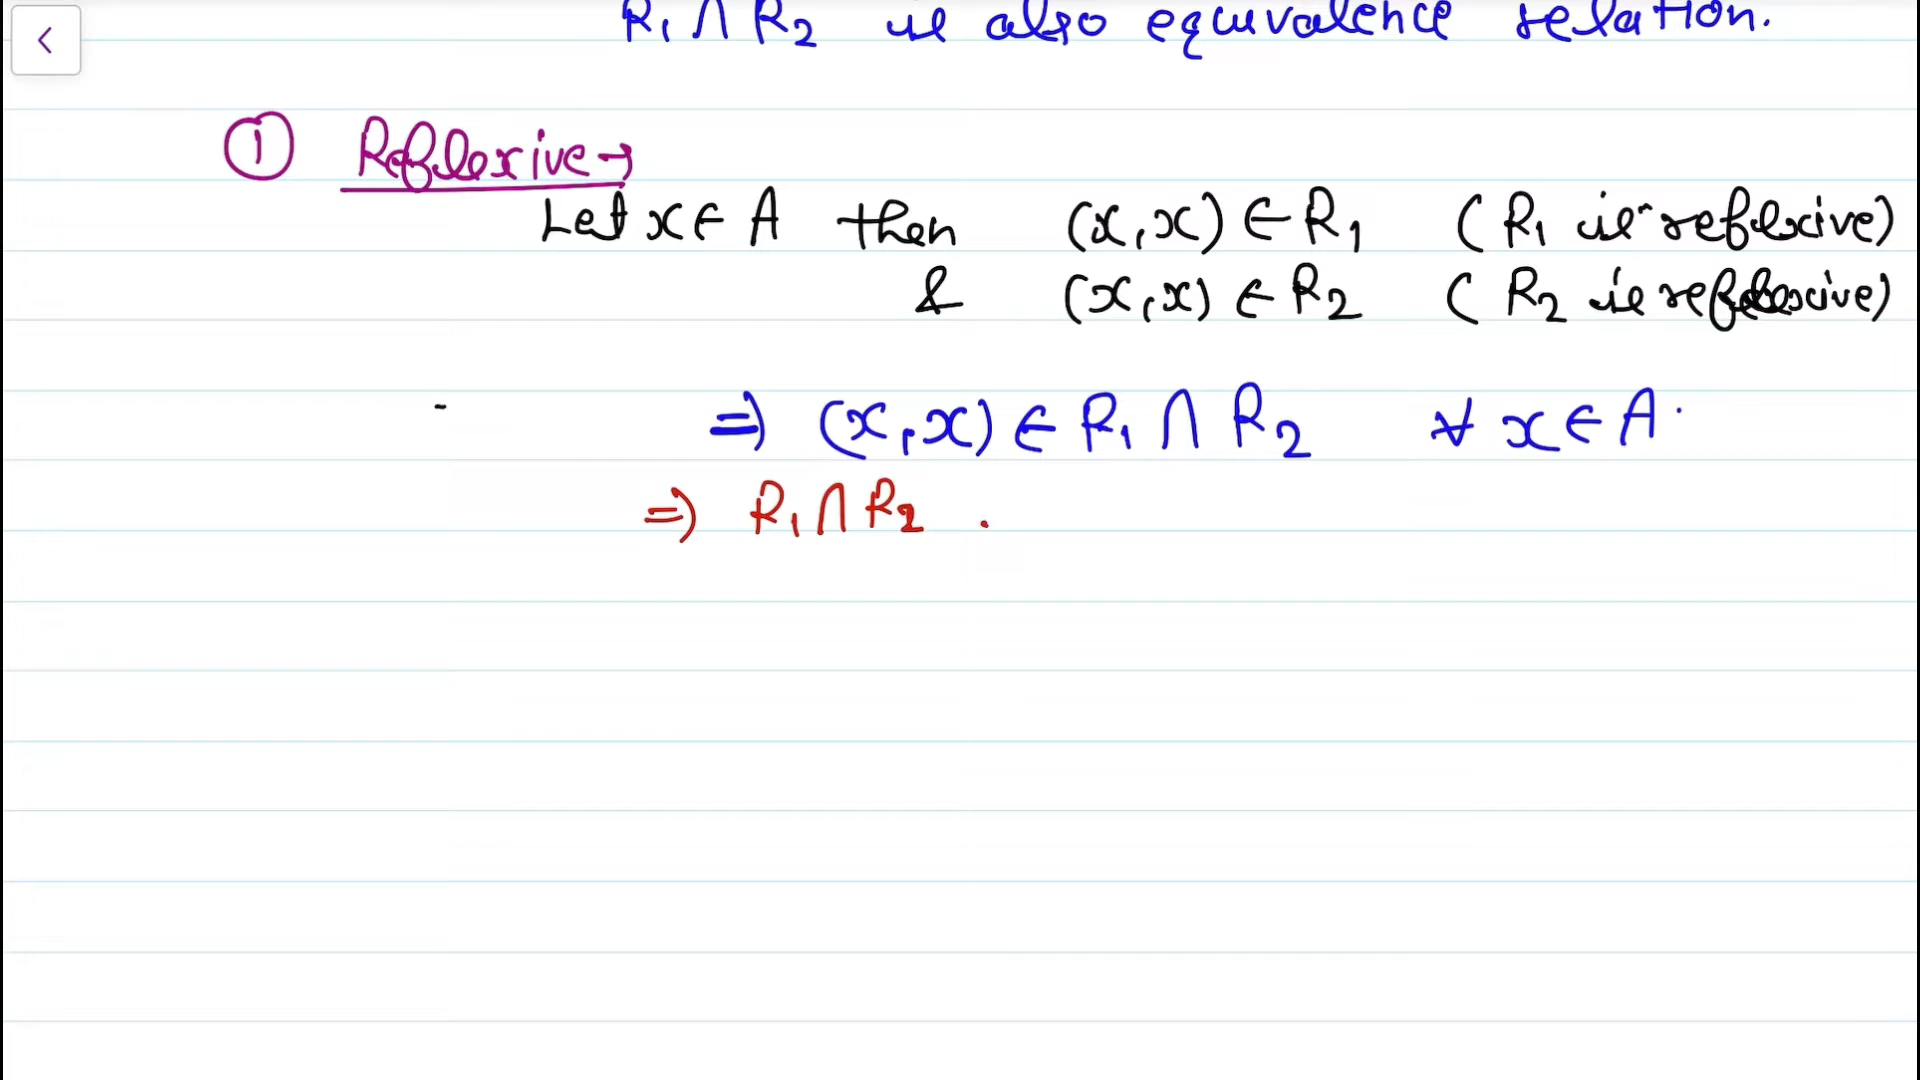 R₁ ∩ R₂ is also equivalence relation.
① Reflexive →
Let x ∈ A then (x, x) ∈ R₁ ( R₁ is reflexive)
& (x, x) ∈ R₂ ( R₂ is reflexive)
⇒ (x, x) ∈ R₁ ∩ R₂ ∀ x ∈ A.
⇒ R₁ ∩ R₂ .